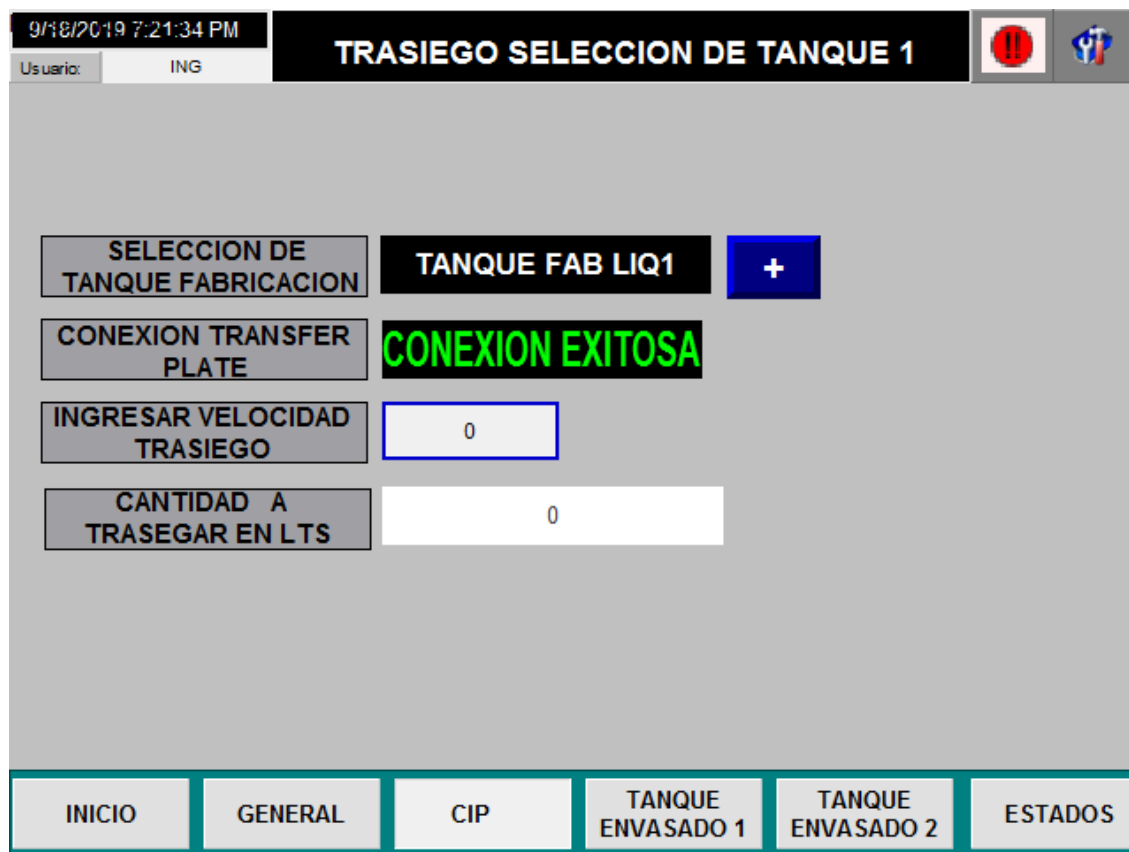 9/18/2019 7:21:34 PM
Usuario: ING
TRASIEGO SELECCION DE TANQUE 1
!!
SELECCION DE
TANQUE FABRICACION
TANQUE FAB LIQ1
+
CONEXION TRANSFER
PLATE
CONEXION EXITOSA
INGRESAR VELOCIDAD
TRASIEGO
0
CANTIDAD A
TRASEGAR EN LTS
0
INICIO
GENERAL
CIP
TANQUE
ENVASADO 1
TANQUE
ENVASADO 2
ESTADOS